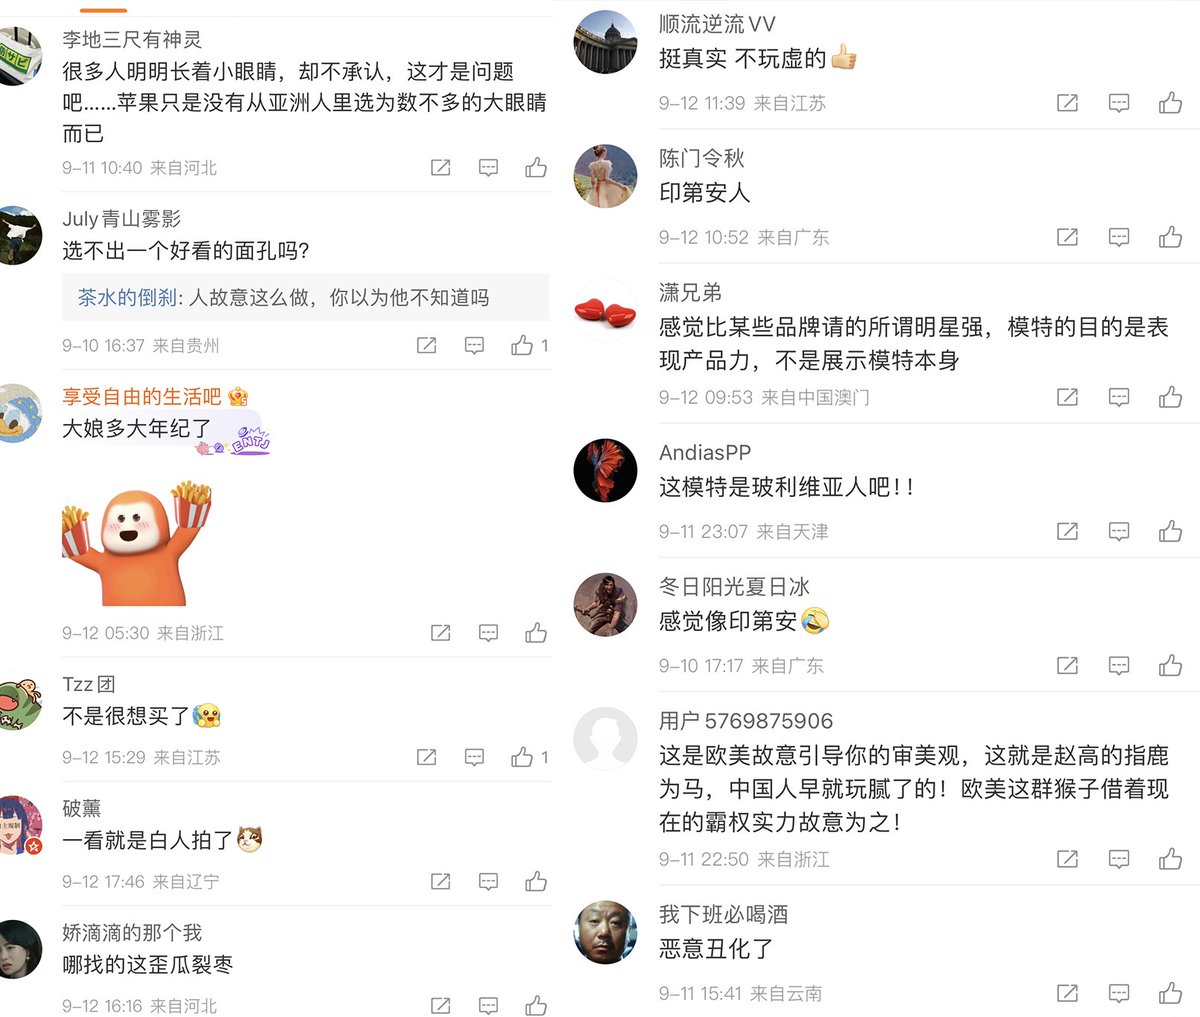 李地三尺有神灵
很多人明明长着小眼睛，却不承认，这才是问题
吧……苹果只是没有从亚洲人里选为数不多的大眼睛
而已
9-11 10:40 来自河北
July青山雾影
选不出一个好看的面孔吗？
茶水的倒刹: 人故意这么做，你以为他不知道吗
9-10 16:37 来自贵州
1
享受自由的生活吧
大娘多大年纪了
ENTJ
9-12 05:30 来自浙江
Tzz团
不是很想买了
9-12 15:29 来自江苏
1
破薰
一看就是白人拍了
9-12 17:46 来自辽宁
娇滴滴的那个我
哪找的这歪瓜裂枣
9-12 16:16 来自河北
顺流逆流VV
挺真实 不玩虚的
9-12 11:39 来自江苏
陈门令秋
印第安人
9-12 10:52 来自广东
潇兄弟
感觉比某些品牌请的所谓明星强，模特的目的是表
现产品力，不是展示模特本身
9-12 09:53 来自中国澳门
AndiasPP
这模特是玻利维亚人吧！！
9-11 23:07 来自天津
冬日阳光夏日冰
感觉像印第安
9-10 17:17 来自广东
用户5769875906
这是欧美故意引导你的审美观，这就是赵高的指鹿
为马，中国人早就玩腻了的！欧美这群猴子借着现
在的霸权实力故意为之！
9-11 22:50 来自浙江
我下班必喝酒
恶意丑化了
9-11 15:41 来自云南